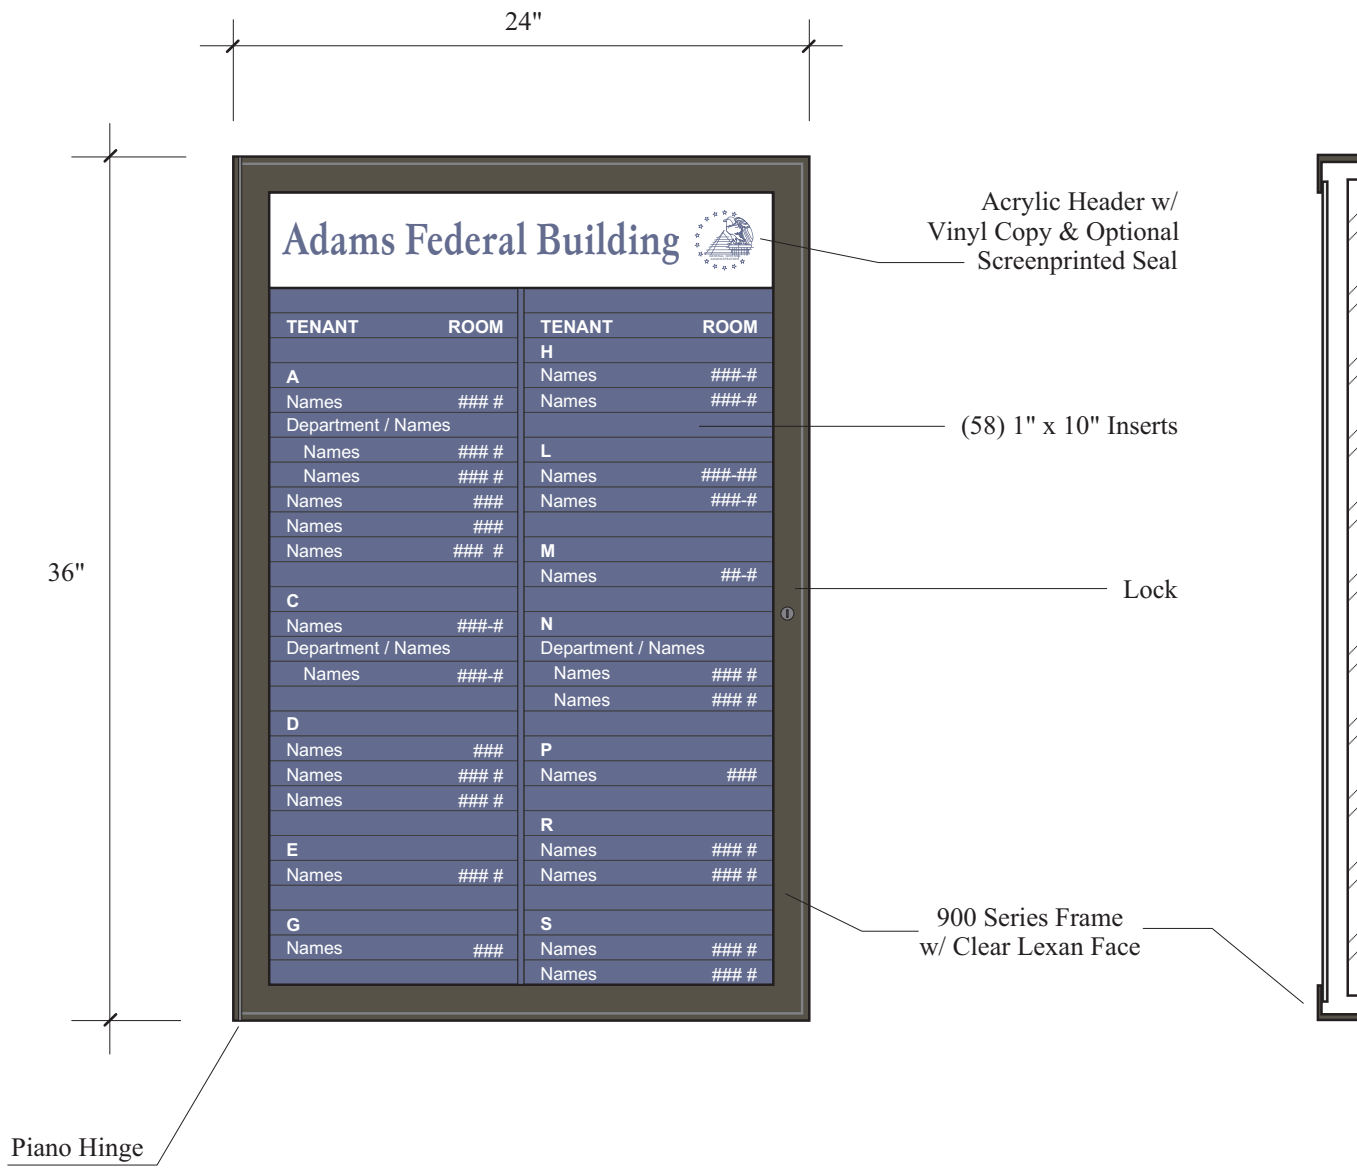 24"
36"
Adams Federal Building
TENANT ROOM
A
Names ### #
Department / Names
Names ### #
Names ### #
Names ###
Names ###
Names ### #
C
Names ###-#
Department / Names
Names ###-#
D
Names ###
Names ### #
Names ### #
E
Names ### #
G
Names ###
TENANT ROOM
H
Names ###-#
Names ###-#
L
Names ###-##
Names ###-#
M
Names ##-#
N
Department / Names
Names ### #
Names ### #
P
Names ###
R
Names ### #
Names ### #
S
Names ### #
Names ### #
Acrylic Header w/
Vinyl Copy & Optional
Screenprinted Seal
(58) 1" x 10" Inserts
Lock
900 Series Frame
w/ Clear Lexan Face
Piano Hinge